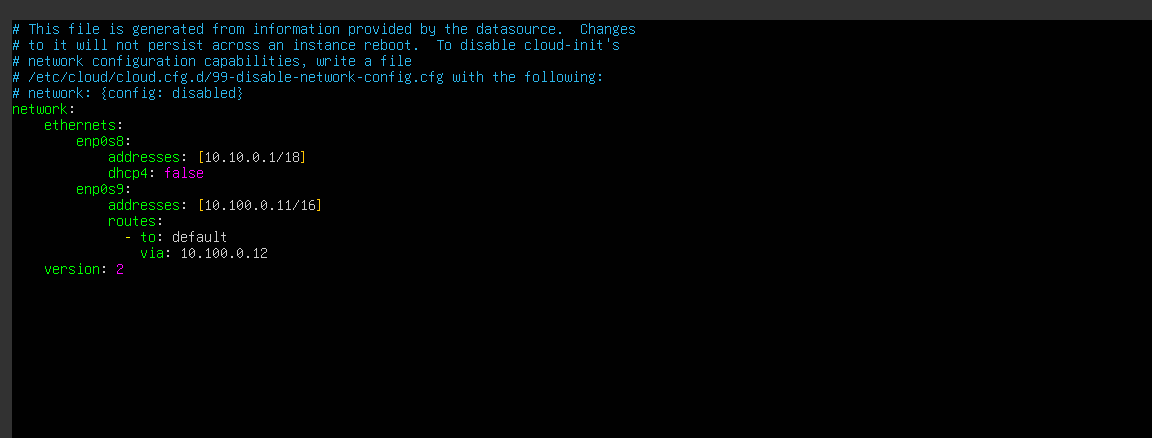 # This file is generated from information provided by the datasource.  Changes
# to it will not persist across an instance reboot.  To disable cloud-init's
# network configuration capabilities, write a file
# /etc/cloud/cloud.cfg.d/99-disable-network-config.cfg with the following:
# network: {config: disabled}
network:
    ethernets:
        enp0s8:
            addresses: [10.10.0.1/18]
            dhcp4: false
        enp0s9:
            addresses: [10.100.0.11/16]
            routes:
              - to: default
                via: 10.100.0.12
    version: 2